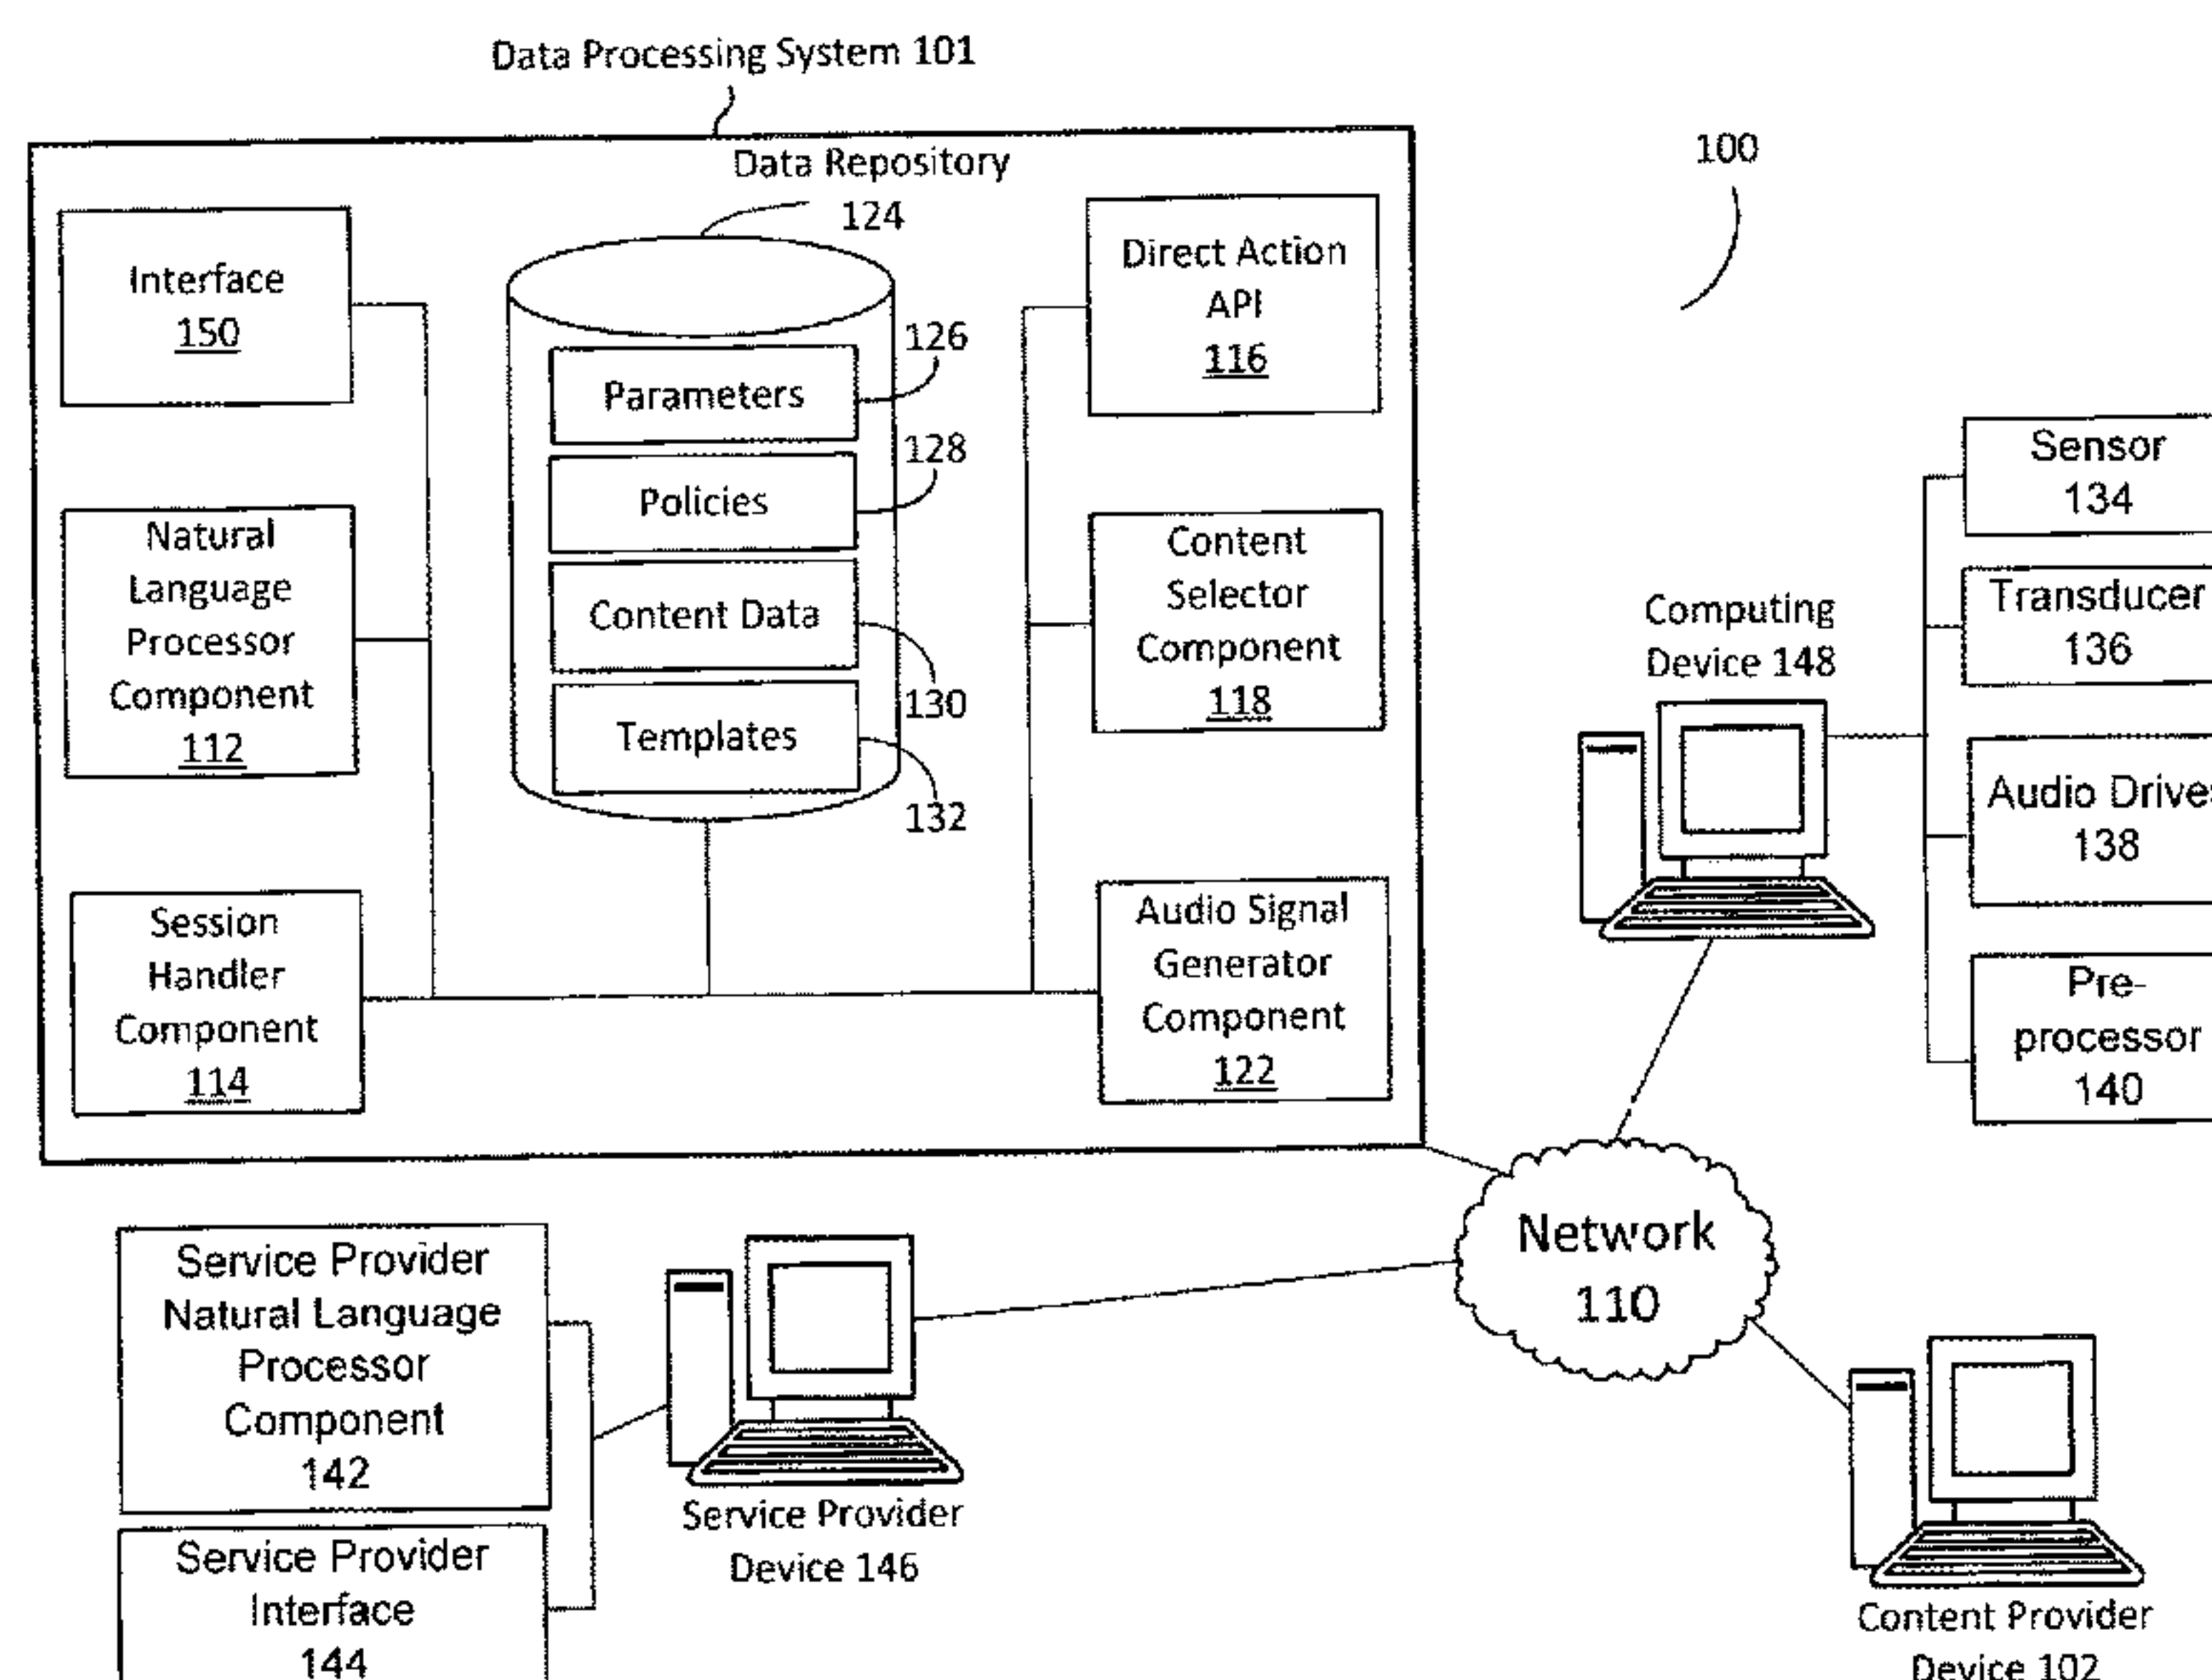 Data Processing System 101
Data Repository
124
100
Interface
150
Direct Action
API
116
126
Parameters
128
Policies
Content Data
130
Templates
132
Natural
Language
Processor
Component
112
Content
Selector
Component
118
Session
Handler
Component
114
Audio Signal
Generator
Component
122
Computing
Device 148
Sensor
134
Transducer
136
Audio
138
Pre-
processor
140
Network
110
Service Provider
Natural Language
Processor
Component
142
Service Provider
Interface
144
Service Provider
Device 146
Content Provider
Device 102